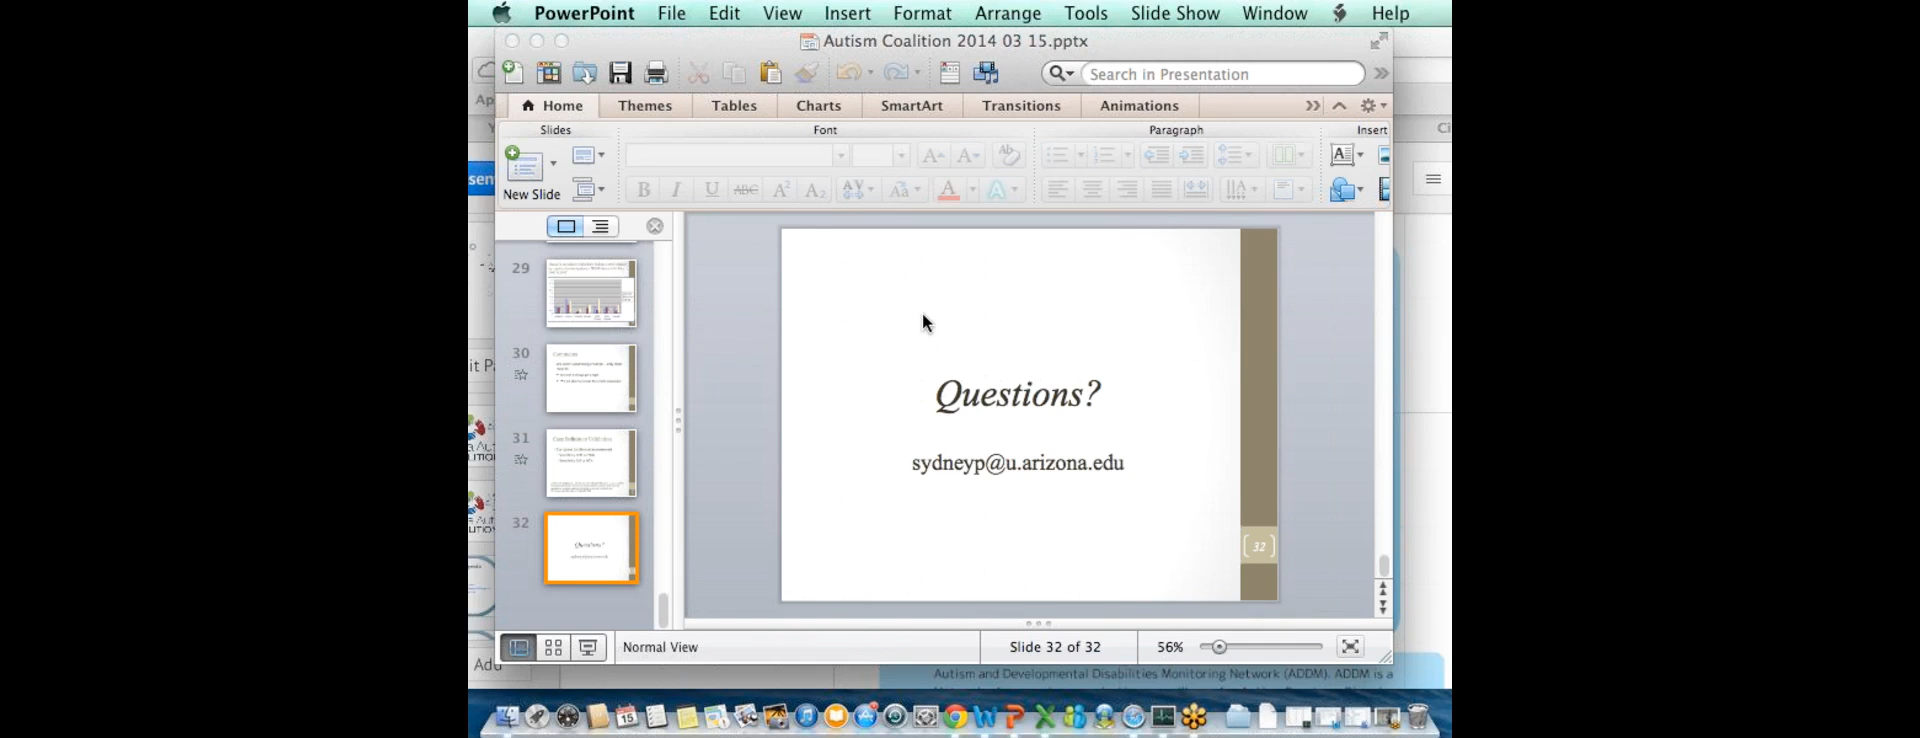 PowerPoint File Edit View Insert Format Arrange Tools Slide Show Window Help
Autism Coalition 2014 03 15.pptx
Search in Presentation
Home Themes Tables Charts SmartArt Transitions Animations
Slides Font Paragraph Insert
New Slide
29
30
31
32
Questions?
sydneyp@u.arizona.edu
32
Normal View Slide 32 of 32 56%
Add
Autism and Developmental Disabilities Monitoring Network (ADDM). ADDM is a
15